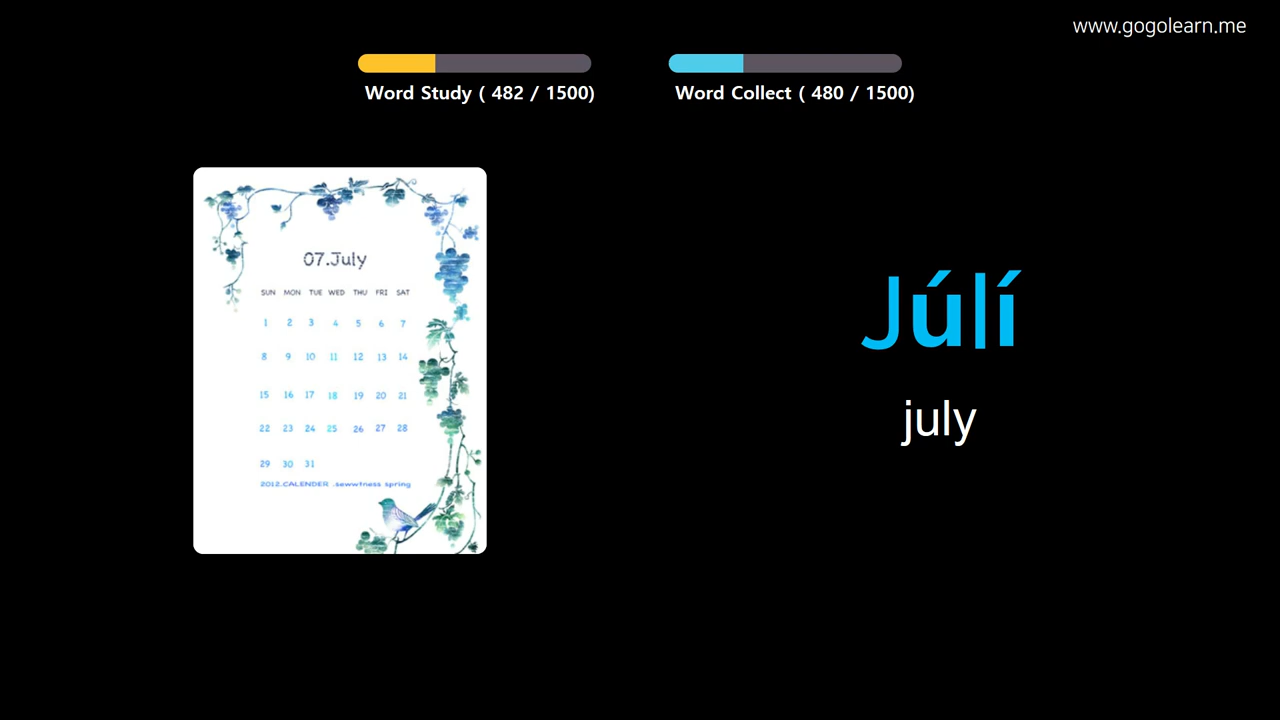 www.gogolearn.me
Word Study ( 482 / 1500)
Word Collect ( 480 / 1500)
07.July
SUN MON TUE WED THU FRI SAT
1 2 3 4 5 6 7
8 9 10 11 12 13 14
15 16 17 18 19 20 21
22 23 24 25 26 27 28
29 30 31
2012.CALENDER .sewwtness spring
Júlí
july